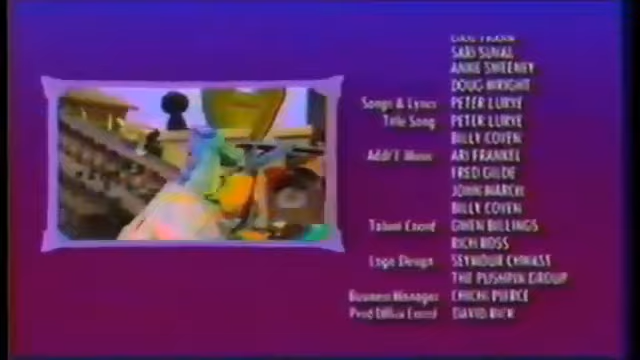 SARI SUHAL
ANNIE SWEENEY
DOUG WRIGHT
Songs & Lyrics PETER LURYE
Title Song PETER LURYE
BILLY COVEN
Add'l Music ARI FRANKEL
FRED GILDE
JOHN MARCH
BILLY COVEN
Talent Coord GWEN BILLINGS
RICH ROSS
Logo Design SEYMOUR CHWAST
THE PUSHPIN GROUP
Business Manager CHICHI PIERCE
Prod Office Coord DAVID RICK